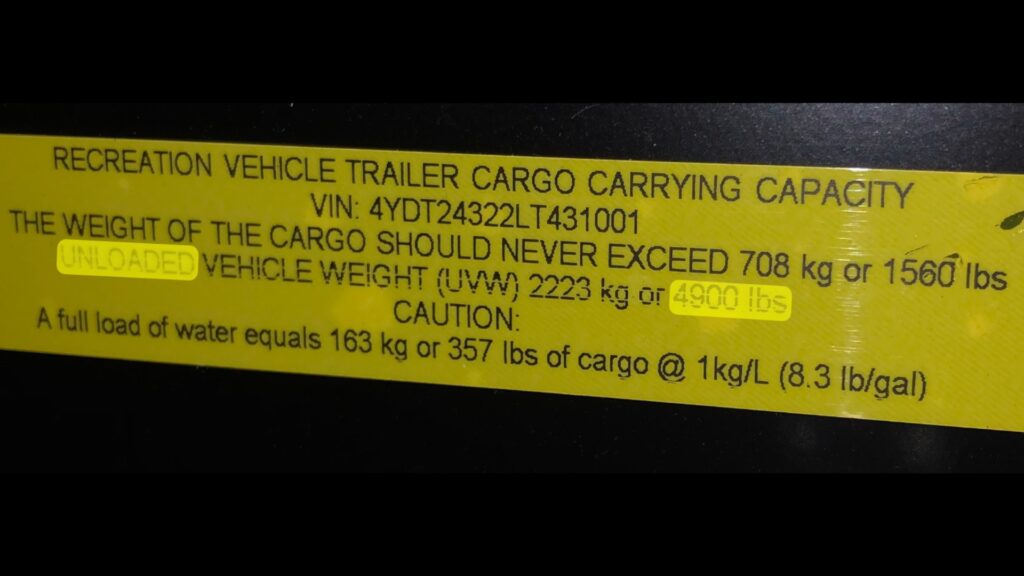 RECREATION VEHICLE TRAILER CARGO CARRYING CAPACITY
VIN: 4YDT24322LT431001
THE WEIGHT OF THE CARGO SHOULD NEVER EXCEED 708 kg or 1560 lbs
UNLOADED VEHICLE WEIGHT (UVW) 2223 kg or 4900 lbs
CAUTION:
A full load of water equals 163 kg or 357 lbs of cargo @ 1kg/L (8.3 lb/gal)